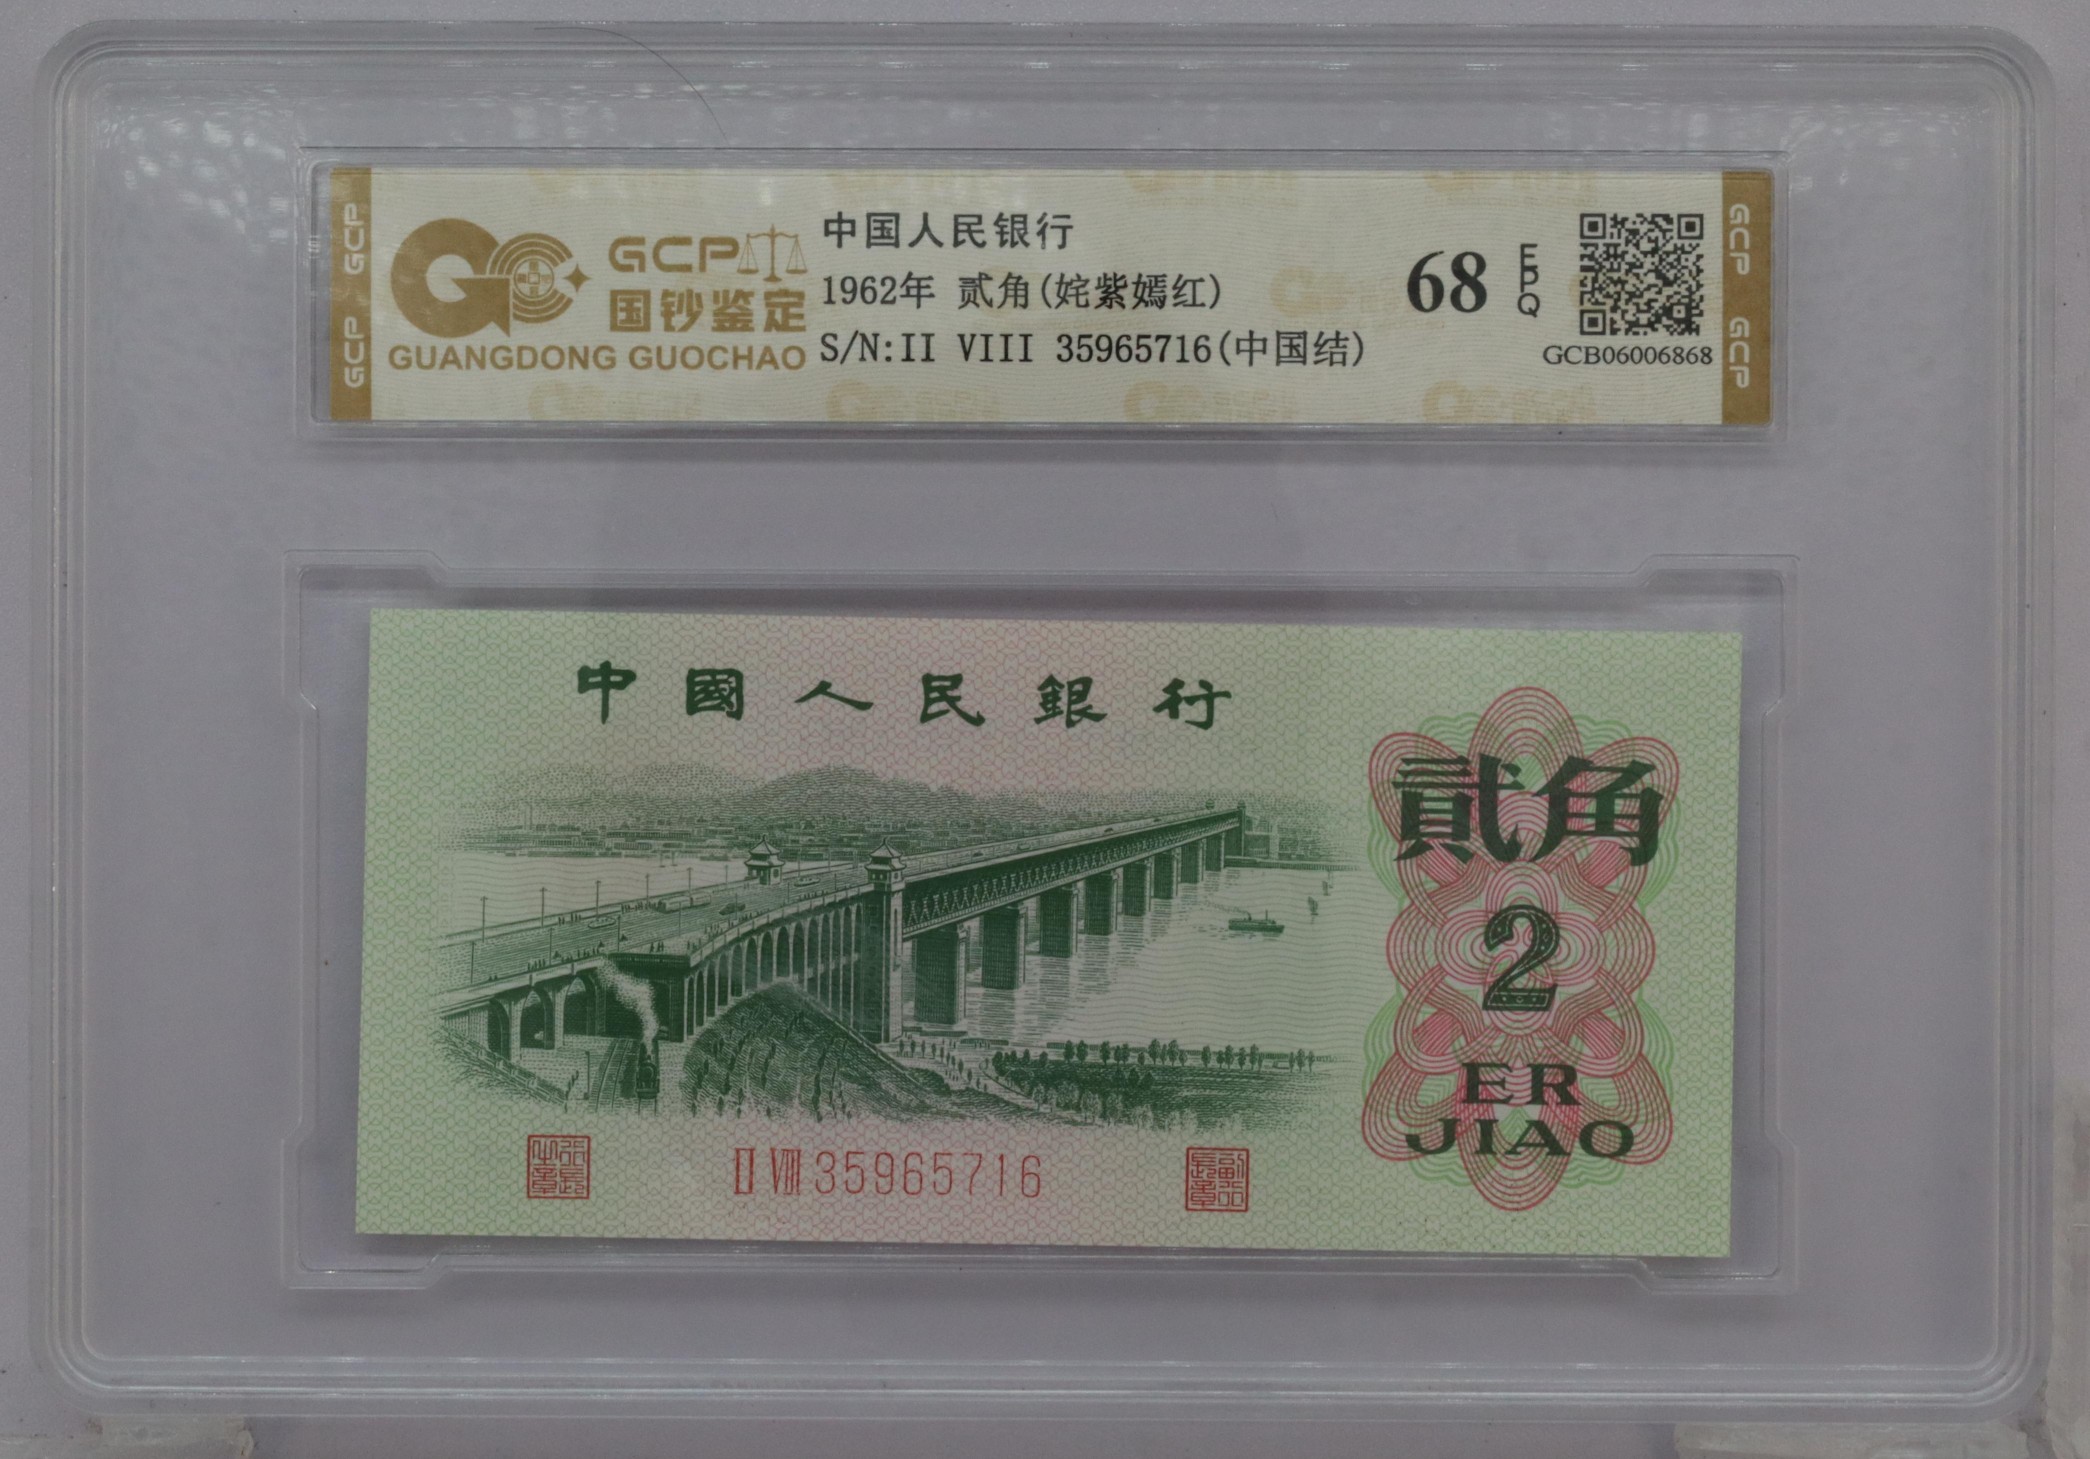 GCP
GCP
GCP
国钞鉴定
GUANGDONG GUOCHAO
中国人民银行
1962年 贰角(姹紫嫣红)
S/N:II VIII 35965716(中国结)
68 EPQ
GCB06006868
GCP
GCP
中國人民銀行
貳角
2
ER
JIAO
II VIII 35965716